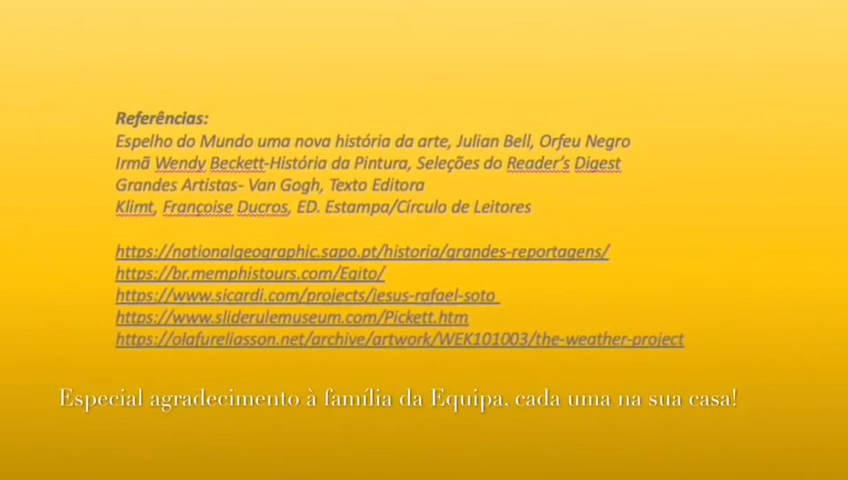 Referências:
Espelho do Mundo uma nova história da arte, Julian Bell, Orfeu Negro
Irmã Wendy Beckett-História da Pintura, Seleções do Reader's Digest
Grandes Artistas- Van Gogh, Texto Editora
Klimt, Françoise Ducros, ED. Estampa/Círculo de Leitores
https://nationalgeographic.sapo.pt/historia/grandes-reportagens/
https://br.memphistours.com/Egito/
https://www.sicardi.com/projects/jesus-rafael-soto
https://www.sliderulemuseum.com/Pickett.htm
https://olafureliasson.net/archive/artwork/WEK101003/the-weather-project
Especial agradecimento à família da Equipa, cada uma na sua casa!